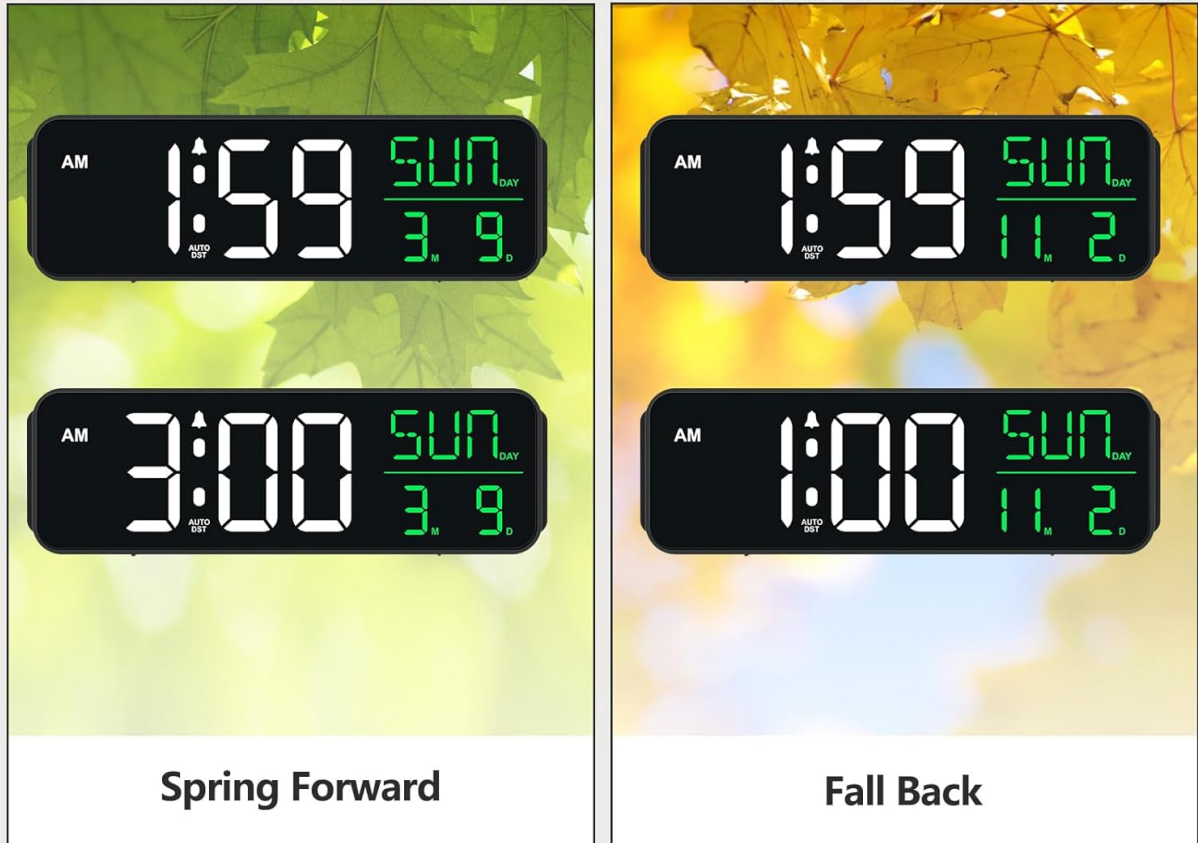 AM 1:59 SUN DAY
AUTO DST 3 M 9 D
AM 3:00 SUN DAY
AUTO DST 3 M 9 D
Spring Forward
AM 1:59 SUN DAY
AUTO DST 11 M 2 D
AM 1:00 SUN DAY
AUTO DST 11 M 2 D
Fall Back